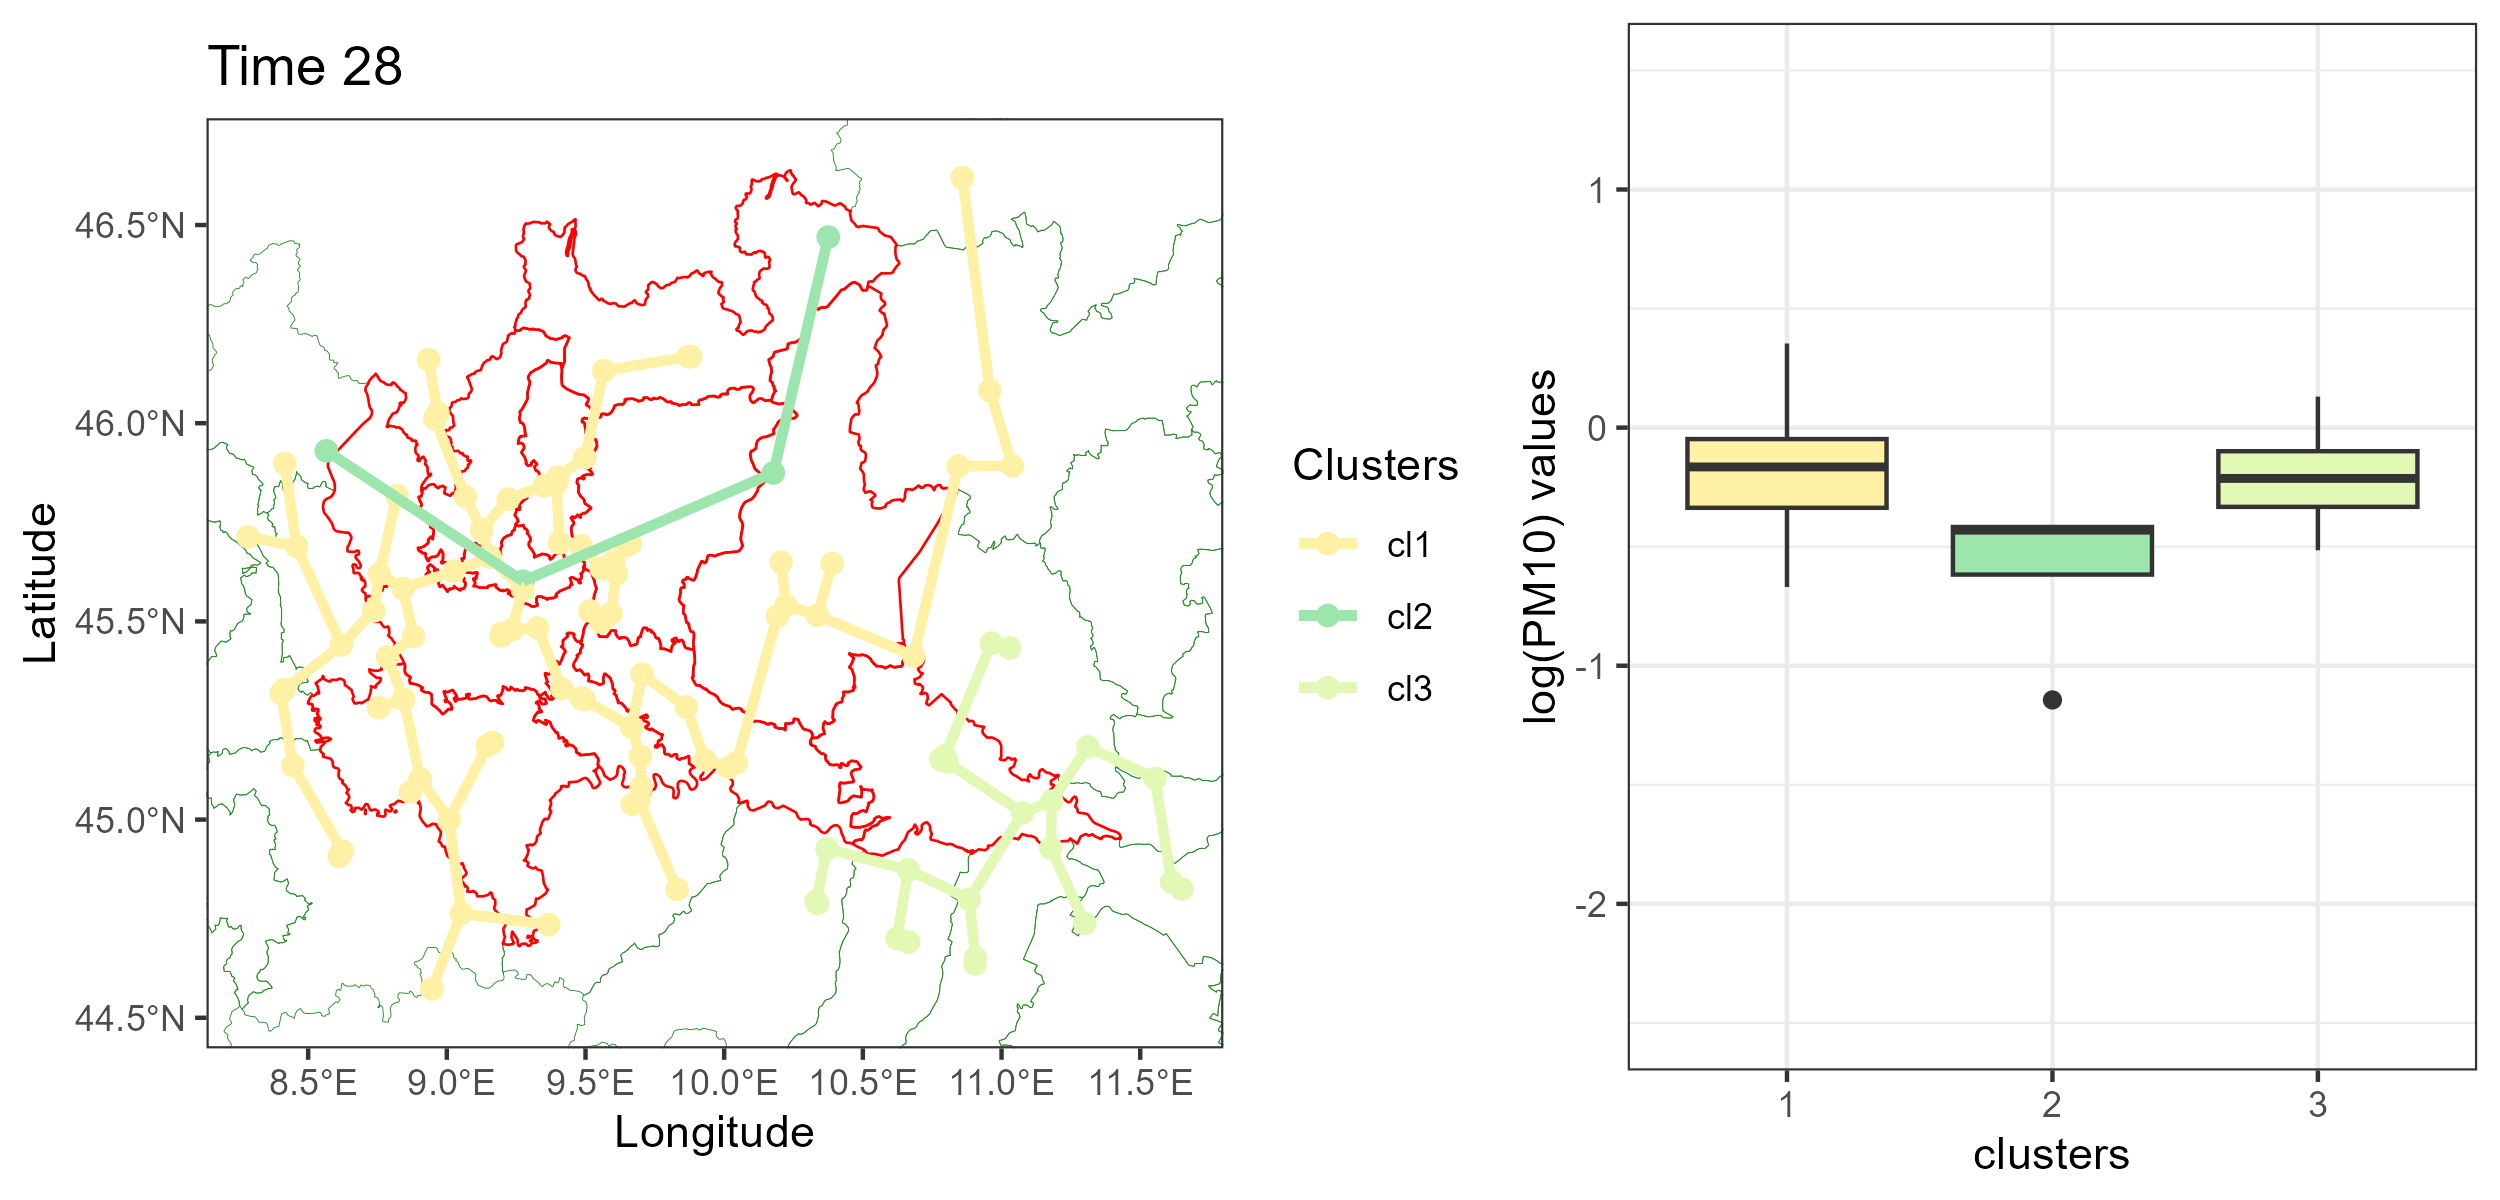 Time 28
46.5°N
46.0°N
45.5°N
45.0°N
44.5°N
Latitude
8.5°E
9.0°E
9.5°E
10.0°E
10.5°E
11.0°E
11.5°E
Longitude
Clusters
cl1
cl2
cl3
log(PM10) values
1
0
-1
-2
1
2
3
clusters